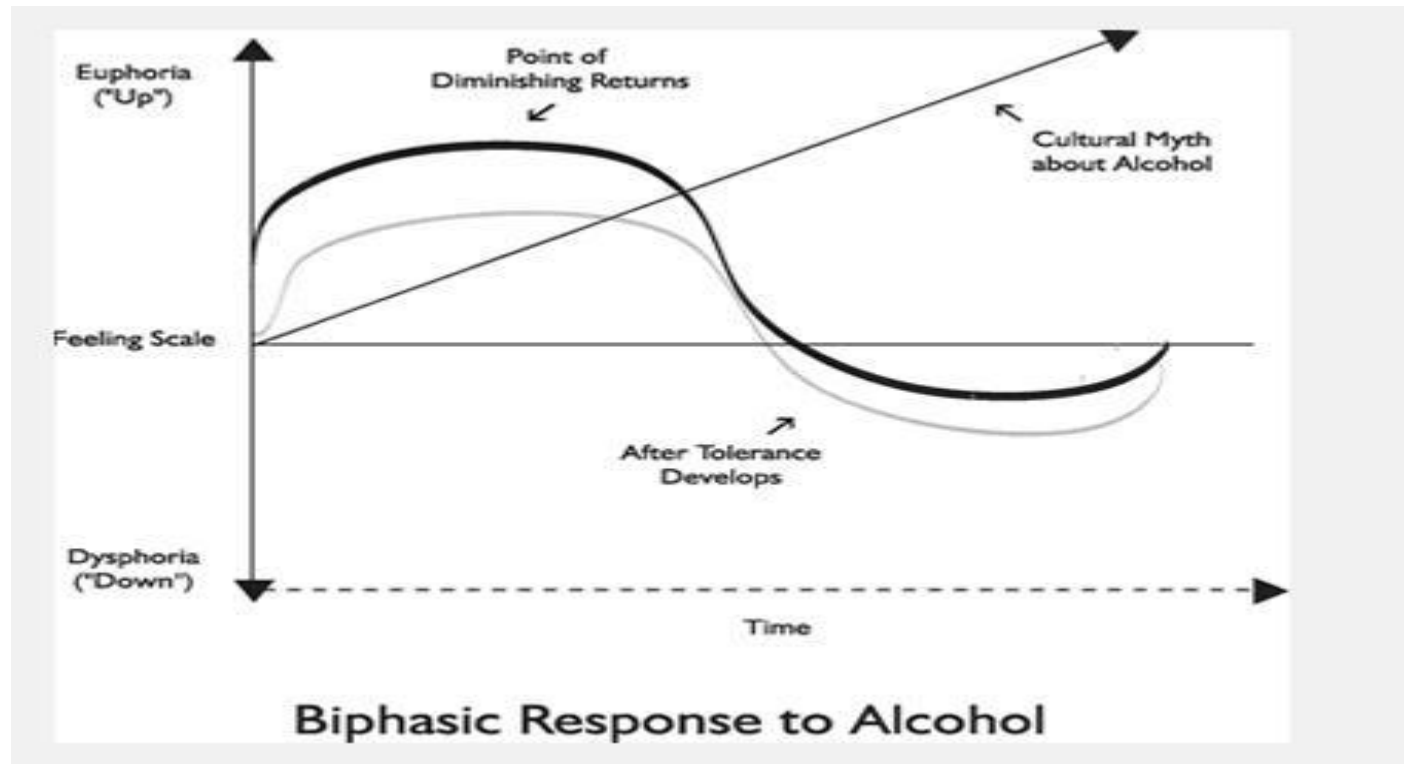 Euphoria
("Up")
Point of
Diminishing Returns
Cultural Myth
about Alcohol
Feeling Scale
After Tolerance
Develops
Dysphoria
("Down")
Time
Biphasic Response to Alcohol